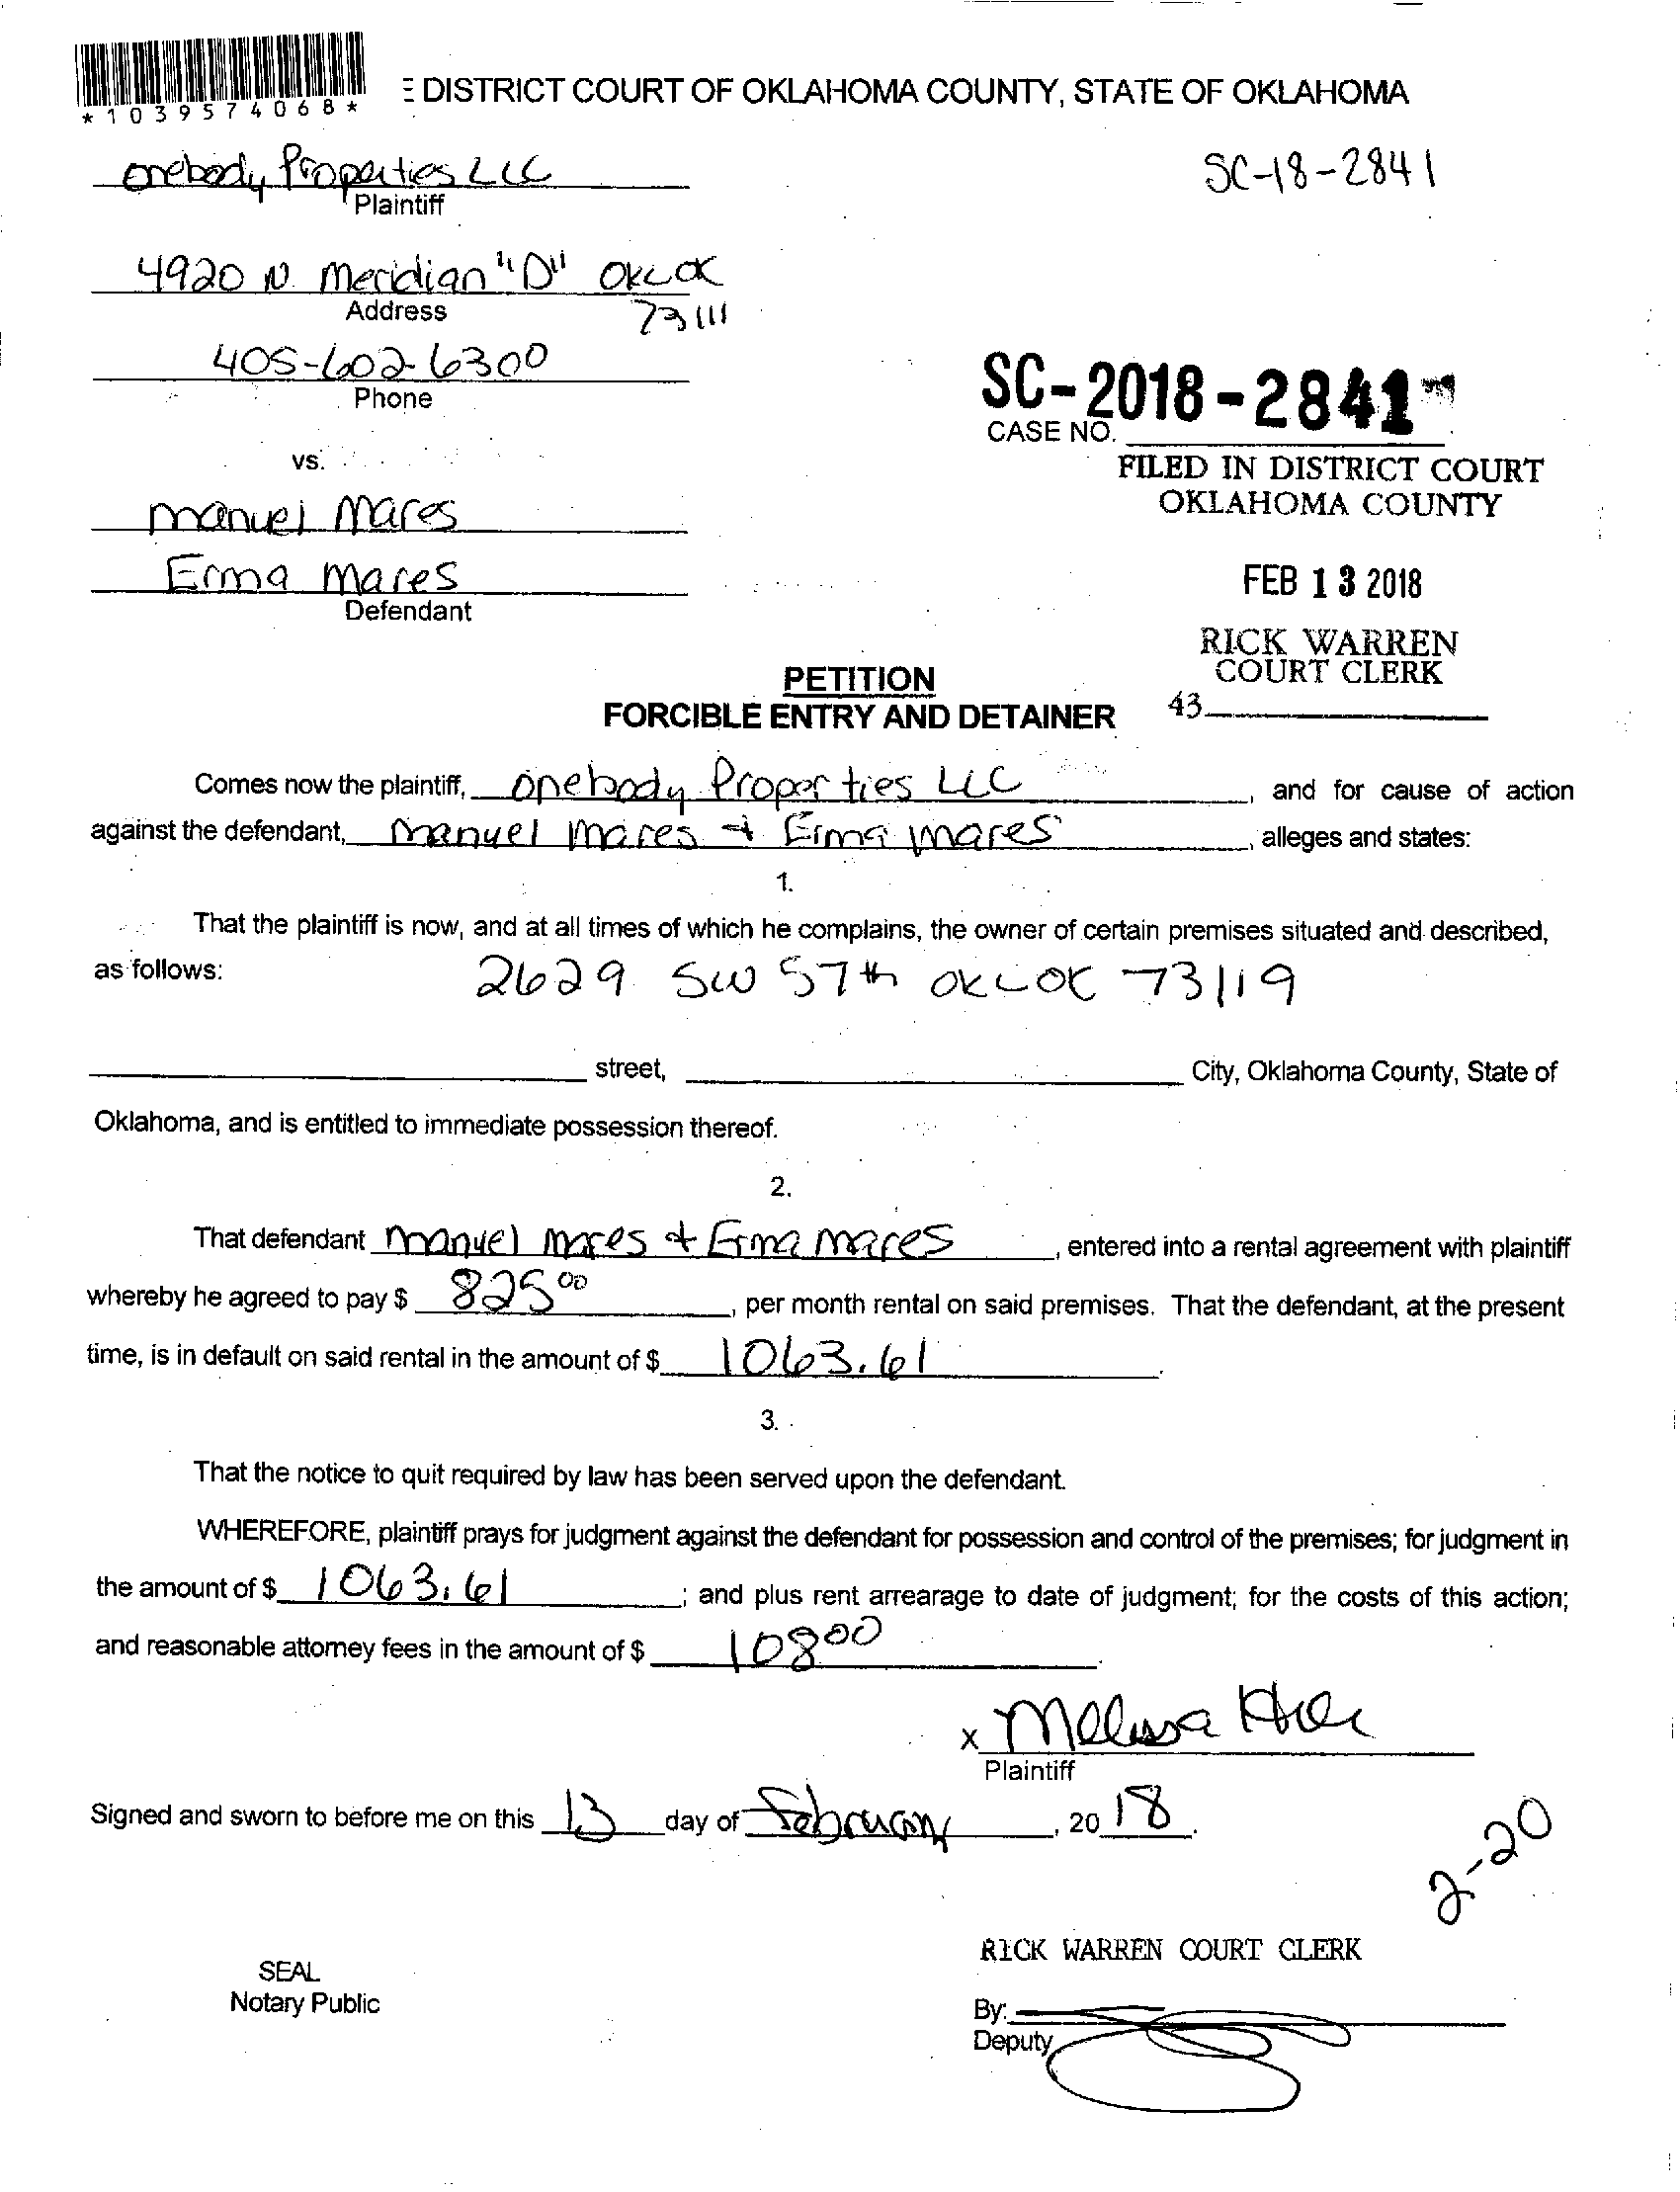 *1039574068*
E DISTRICT COURT OF OKLAHOMA COUNTY, STATE OF OKLAHOMA
onebody Properties LLC
SC-18-2841
Plaintiff
4920 N. Meridian "D" OKC OK
Address
73111
405-602-6300
Phone
SC-2018-2841
CASE NO.
vs.
FILED IN DISTRICT COURT
OKLAHOMA COUNTY
manuel Mares
Erma mares
Defendant
FEB 13 2018
RICK WARREN
COURT CLERK
43
PETITION
FORCIBLE ENTRY AND DETAINER
Comes now the plaintiff, onebody Properties LLC, and for cause of action
against the defendant, manuel mares + Erma mares, alleges and states:
1.
That the plaintiff is now, and at all times of which he complains, the owner of certain premises situated and described,
as follows: 2629 SW 57th OKC OK 73119
street, City, Oklahoma County, State of
Oklahoma, and is entitled to immediate possession thereof.
2.
That defendant manuel mares + Erma mares, entered into a rental agreement with plaintiff
whereby he agreed to pay $ 825 00, per month rental on said premises. That the defendant, at the present
time, is in default on said rental in the amount of $ 1063.61.
3.
That the notice to quit required by law has been served upon the defendant.
WHEREFORE, plaintiff prays for judgment against the defendant for possession and control of the premises; for judgment in
the amount of $ 1063.61; and plus rent arrearage to date of judgment; for the costs of this action;
and reasonable attorney fees in the amount of $ 108 00.
x Melissa
Plaintiff
Signed and sworn to before me on this 13 day of February, 20 18.
2-20
RICK WARREN COURT CLERK
SEAL
Notary Public
By:
Deputy